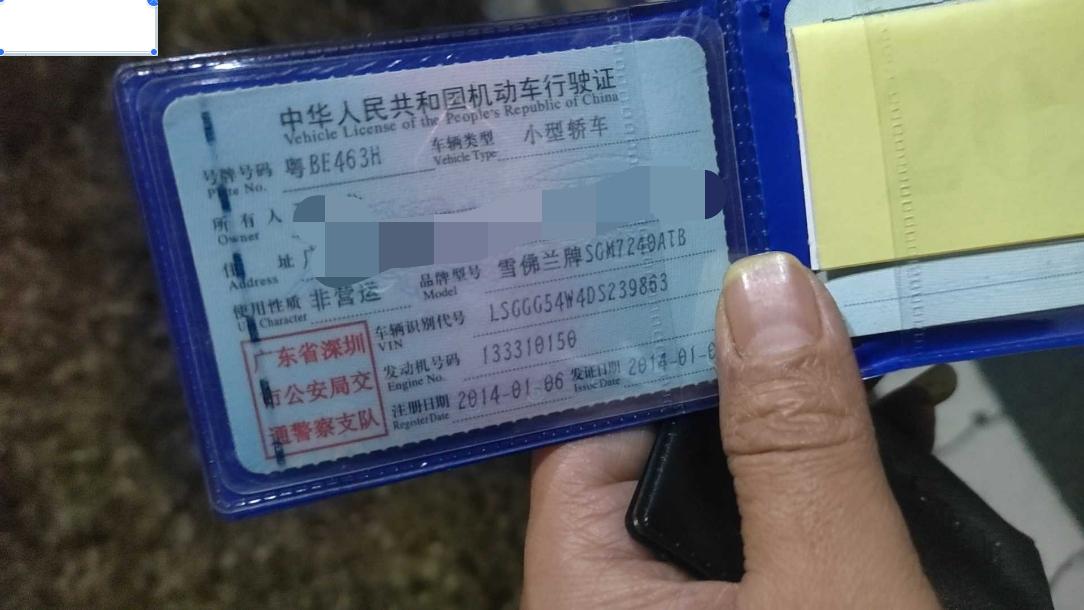 中华人民共和国机动车行驶证
Vehicle License of the People's Republic of China
号牌号码 粤BE463H 车辆类型 小型轿车
Plate No. Vehicle Type
所有人
Owner
住址
Address
品牌型号 雪佛兰牌SGM7240ATB
Model
使用性质 非营运
Use Character
车辆识别代号 LSGGG54W4DS239863
VIN
发动机号码 133310150
Engine No.
注册日期 2014-01-06 发证日期 2014-01-0
Register Date Issue Date
广东省深圳
市公安局交
通警察支队